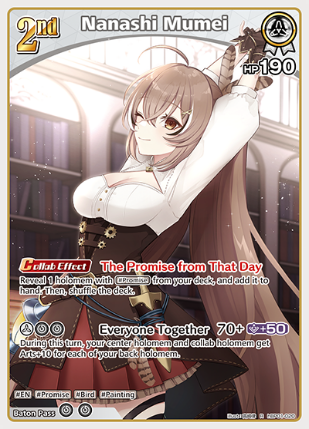 2nd
Nanashi Mumei
HP190
Collab Effect The Promise from That Day
Reveal 1 holomem with #Promise from your deck, and add it to
hand. Then, shuffle the deck.
Everyone Together 70+ +50
During this turn, your center holomem and collab holomem get
Arts+10 for each of your back holomem.
#EN #Promise #Bird #Painting
Baton Pass